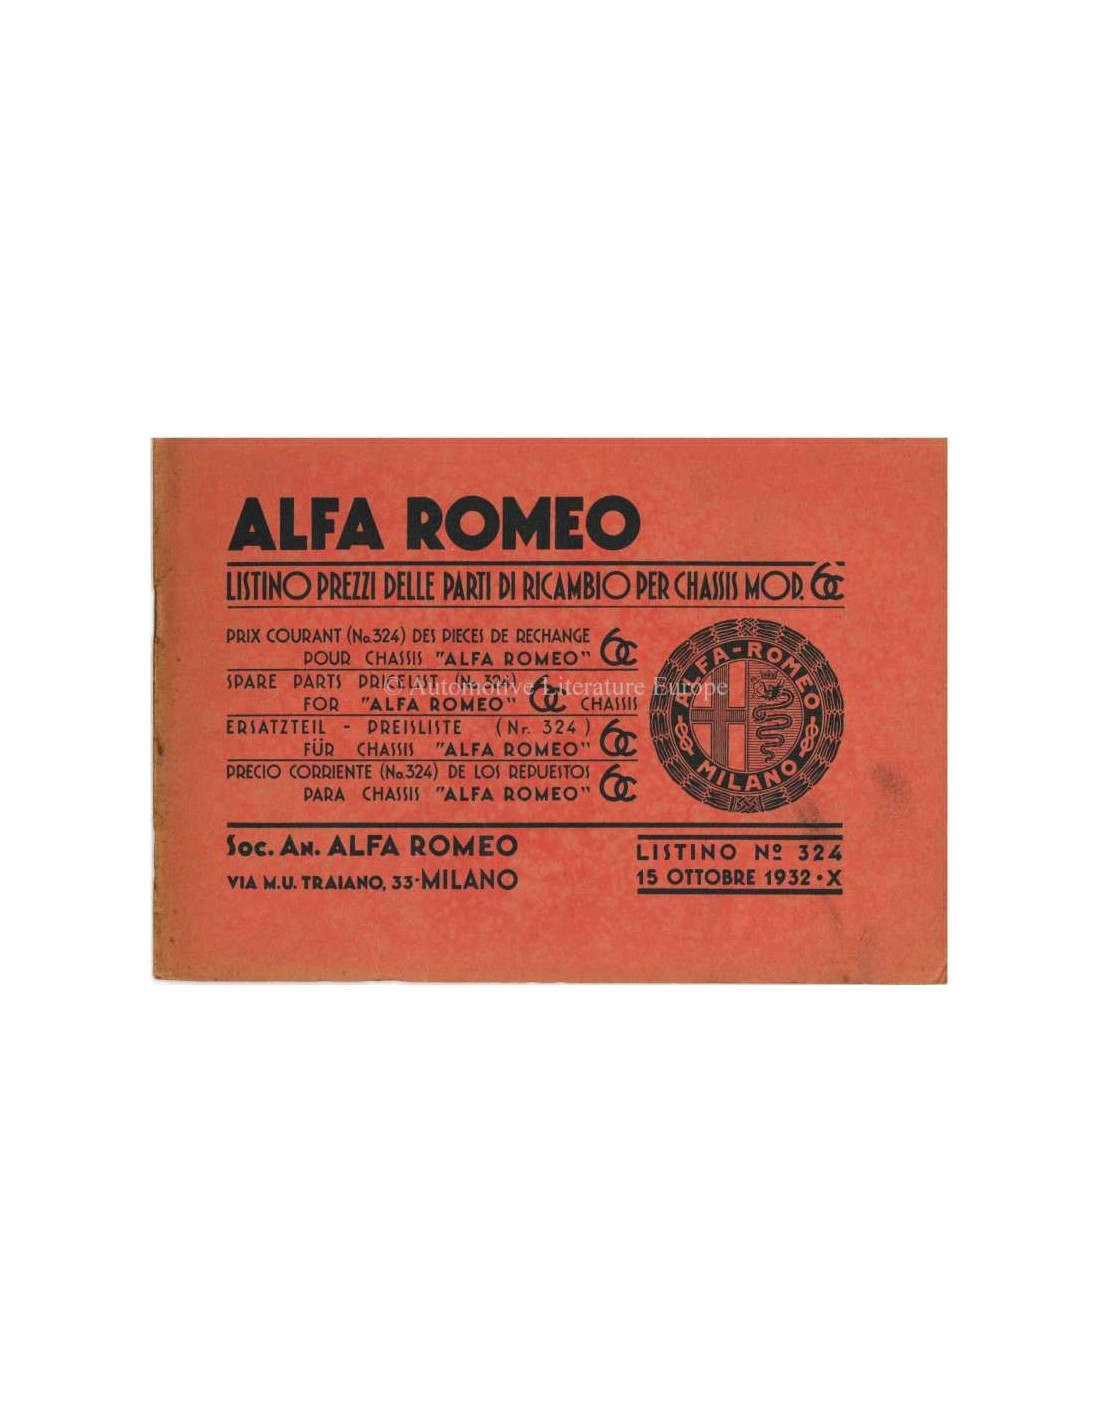 ALFA ROMEO
LISTINO PREZZI DELLE PARTI DI RICAMBIO PER CHASSIS MOD. 6C
PRIX COURANT (No.324) DES PIECES DE RECHANGE
POUR CHASSIS "ALFA ROMEO" 6C
SPARE PARTS PRICE-LIST (No. 324)
FOR "ALFA ROMEO" 6C CHASSIS
ERSATZTEIL - PREISLISTE (Nr. 324)
FÜR CHASSIS "ALFA ROMEO" 6C
PRECIO CORRIENTE (No.324) DE LOS REPUESTOS
PARA CHASSIS "ALFA ROMEO" 6C
© Automotive Literature Europe
ALFA-ROMEO
MILANO
Soc. An. ALFA ROMEO
VIA M.U. TRAIANO, 33·MILANO
LISTINO Nº 324
15 OTTOBRE 1932·X